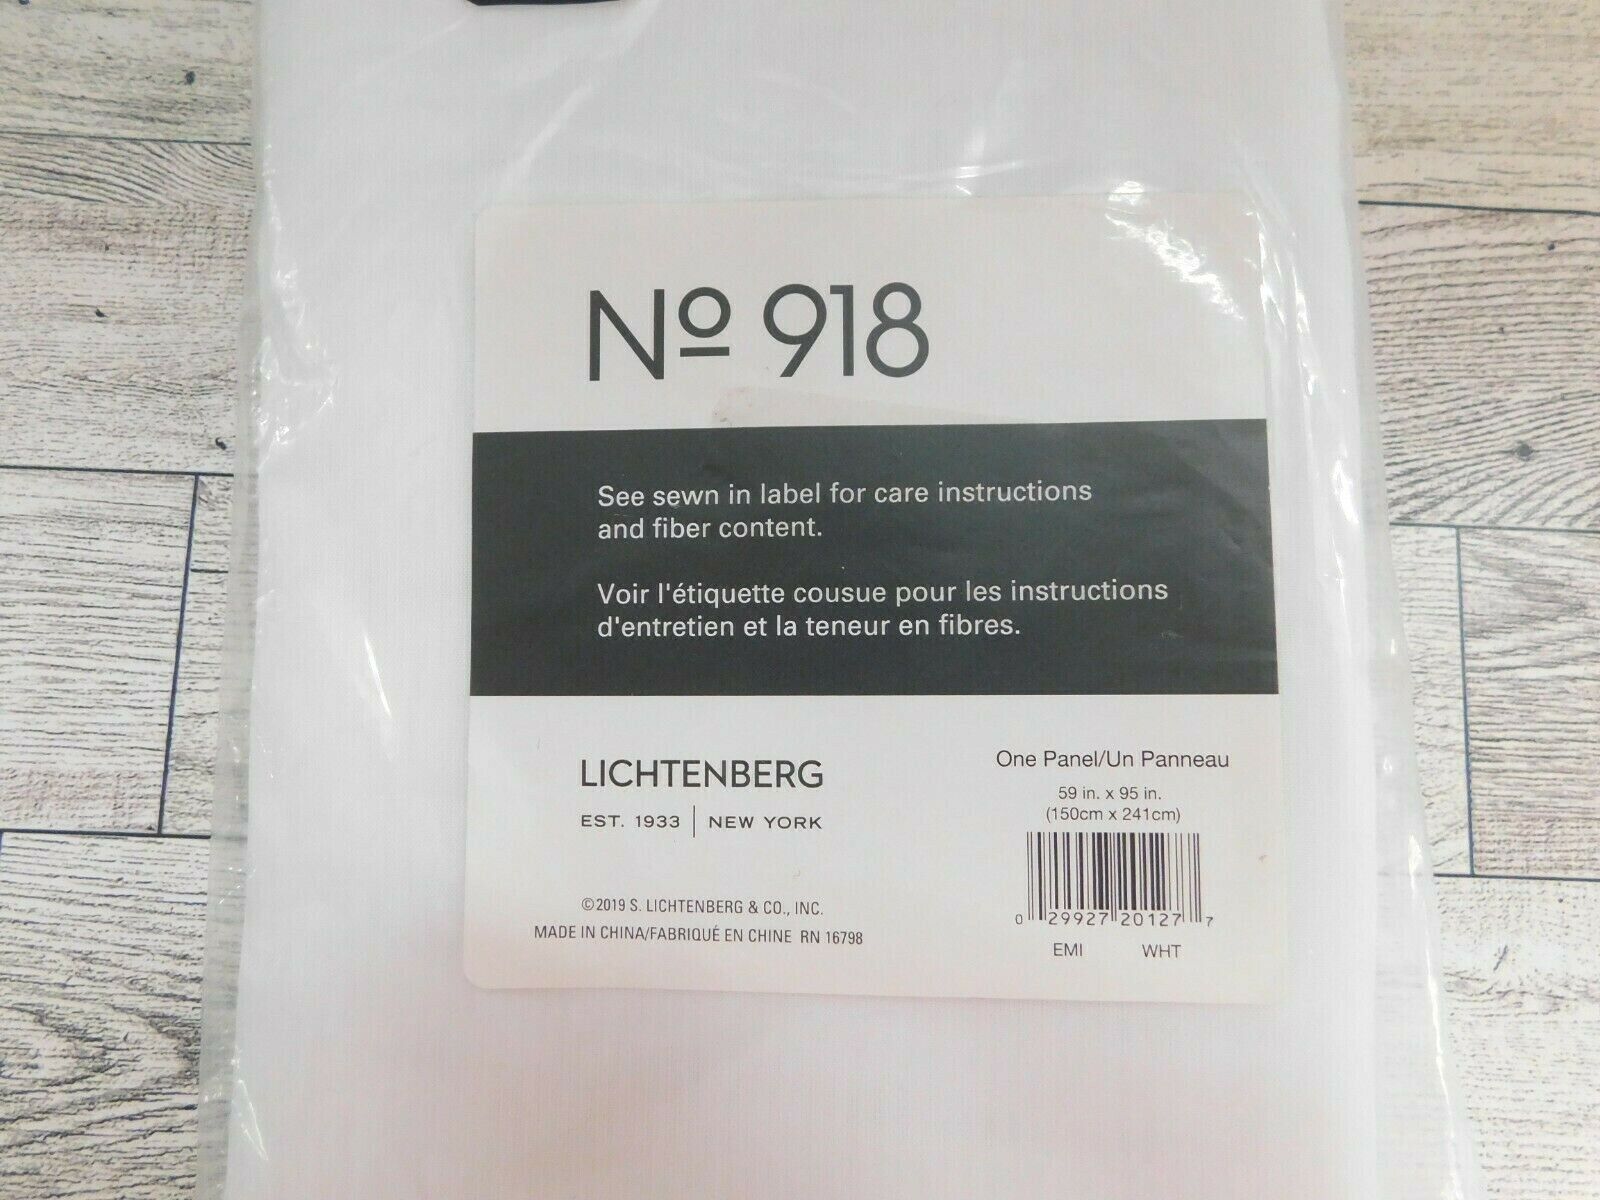 Nº 918
See sewn in label for care instructions
and fiber content.
Voir l'étiquette cousue pour les instructions
d'entretien et la teneur en fibres.
LICHTENBERG
EST. 1933 | NEW YORK
©2019 S. LICHTENBERG & CO., INC.
MADE IN CHINA/FABRIQUÉ EN CHINE RN 16798
One Panel/Un Panneau
59 in. x 95 in.
(150cm x 241cm)
0 29927 20127 7
EMI WHT